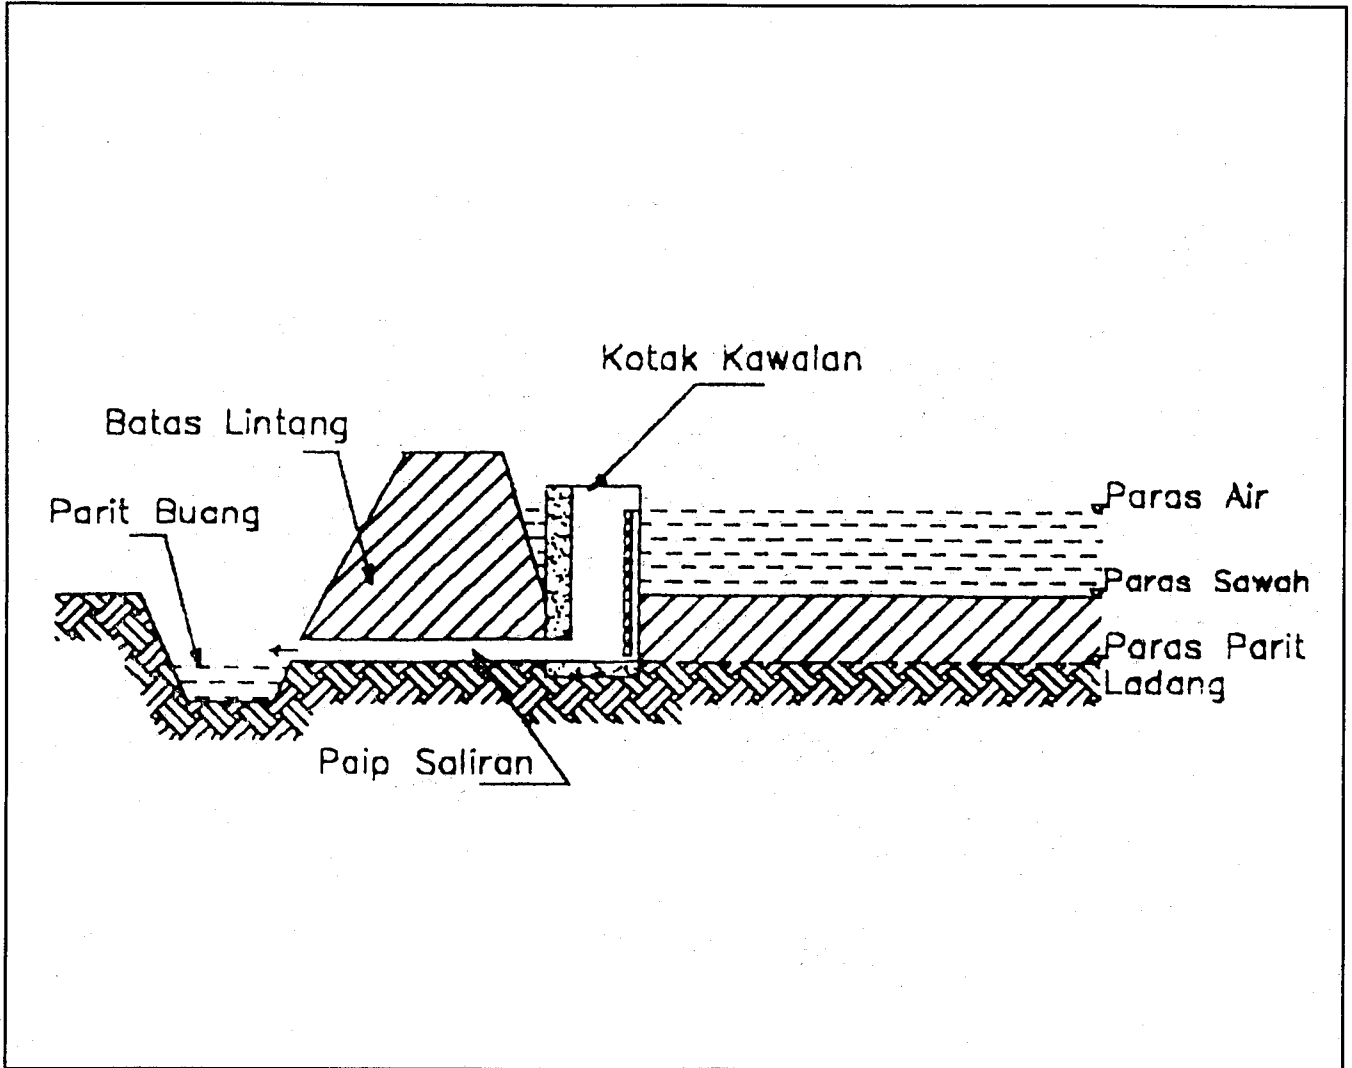 Kotak Kawalan
Batas Lintang
Parit Buang
Paras Air
Paras Sawah
Paras Parit
Ladang
Paip Saliran